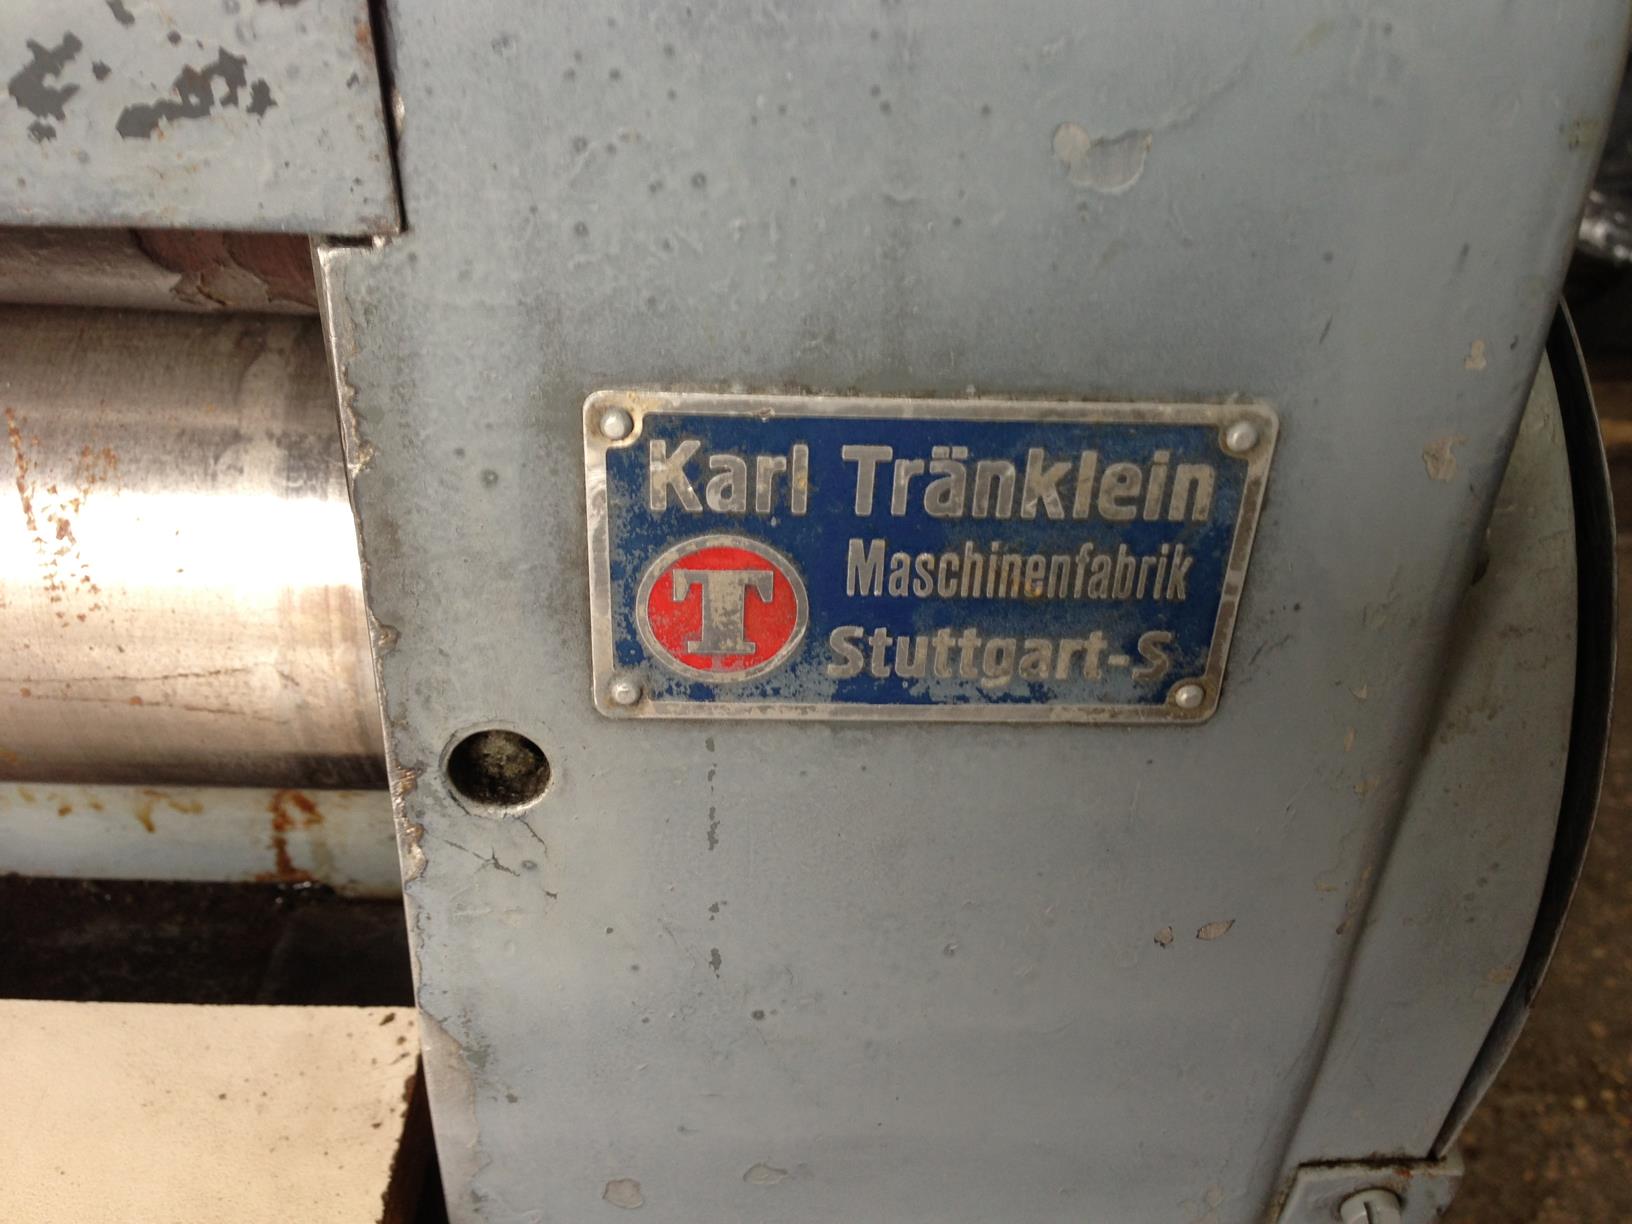 Karl Tränklein
T
Maschinenfabrik
Stuttgart-S